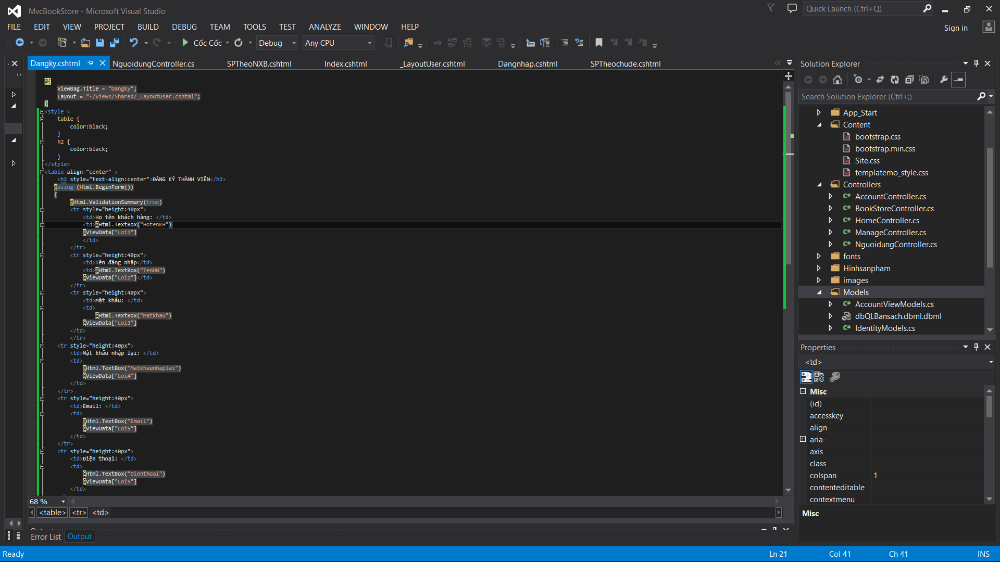 MvcBookStore - Microsoft Visual Studio
Quick Launch (Ctrl+Q)
FILE EDIT VIEW PROJECT BUILD DEBUG TEAM TOOLS TEST ANALYZE WINDOW HELP
Sign in
Cốc Cốc Debug Any CPU
Dangky.cshtml NguoidungController.cs SPTheoNXB.cshtml Index.cshtml _LayoutUser.cshtml Dangnhap.cshtml SPTheochude.cshtml
@{
ViewBag.Title = "Dangky";
Layout = "~/Views/Shared/_LayoutUser.cshtml";
}
<style >
table {
color:black;
}
h2 {
color:black;
}
</style>
<table align="center" >
<h2 style="text-align:center">ĐĂNG KÝ THÀNH VIÊN</h2>
@using (Html.BeginForm())
{
@Html.ValidationSummary(true)
<tr style="height:40px">
<td>Họ tên khách hàng: </td>
<td>@Html.TextBox("HotenKH")
@ViewData["Loi1"]
</td>
</tr>
<tr style="height:40px">
<td>Tên đăng nhập</td>
<td>@Html.TextBox("TenDN")
@ViewData["Loi2"]</td>
</tr>
<tr style="height:40px">
<td>Mật khẩu: </td>
<td>
@Html.TextBox("Matkhau")
@ViewData["Loi3"]
</td>
</tr>
<tr style="height:40px">
<td>Mật khẩu nhập lại: </td>
<td>
@Html.TextBox("Matkhaunhaplai")
@ViewData["Loi4"]
</td>
</tr>
<tr style="height:40px">
<td>Email: </td>
<td>
@Html.TextBox("Email")
@ViewData["Loi5"]
</td>
</tr>
<tr style="height:40px">
<td>Điện thoại: </td>
<td>
@Html.TextBox("Dienthoai")
@ViewData["Loi5"]
</td>
68 %
<table> <tr> <td>
Error List Output
Solution Explorer
Search Solution Explorer (Ctrl+;)
App_Start
Content
bootstrap.css
bootstrap.min.css
Site.css
templatemo_style.css
Controllers
AccountController.cs
BookStoreController.cs
HomeController.cs
ManageController.cs
NguoidungController.cs
fonts
Hinhsanpham
images
Models
AccountViewModels.cs
dbQLBansach.dbml.dbml
IdentityModels.cs
Properties
<td>
Misc
(id)
accesskey
align
aria-
axis
class
colspan 1
contenteditable
contextmenu
Misc
Ready Ln 21 Col 41 Ch 41 INS